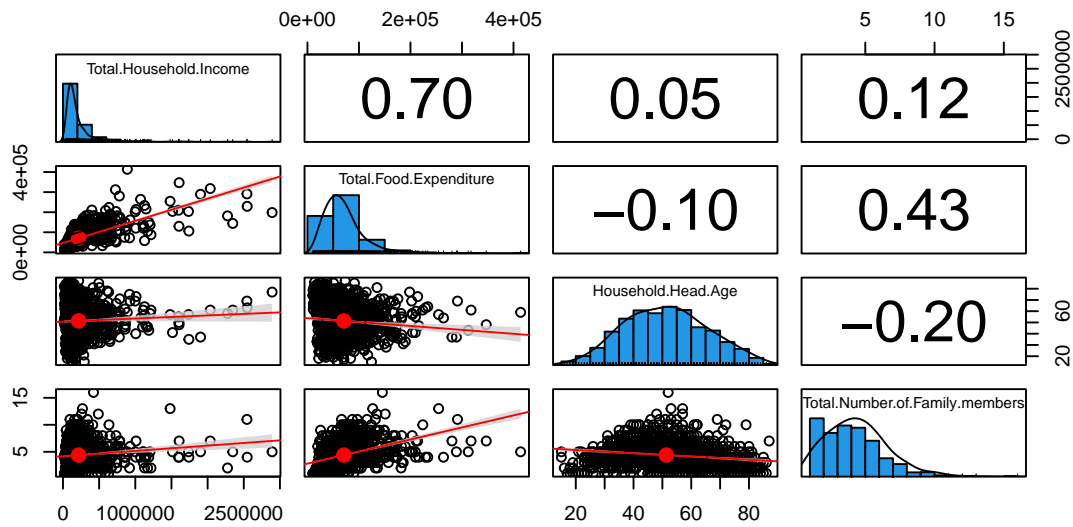 0e+00 2e+05 4e+05
5 10 15
Total.Household.Income
0.70
0.05
0.12
0 2500000
0e+00 4e+05
Total.Food.Expenditure
−0.10
0.43
Household.Head.Age
−0.20
20 60
5 15
Total.Number.of.Family.members
0 1000000 2500000
20 40 60 80